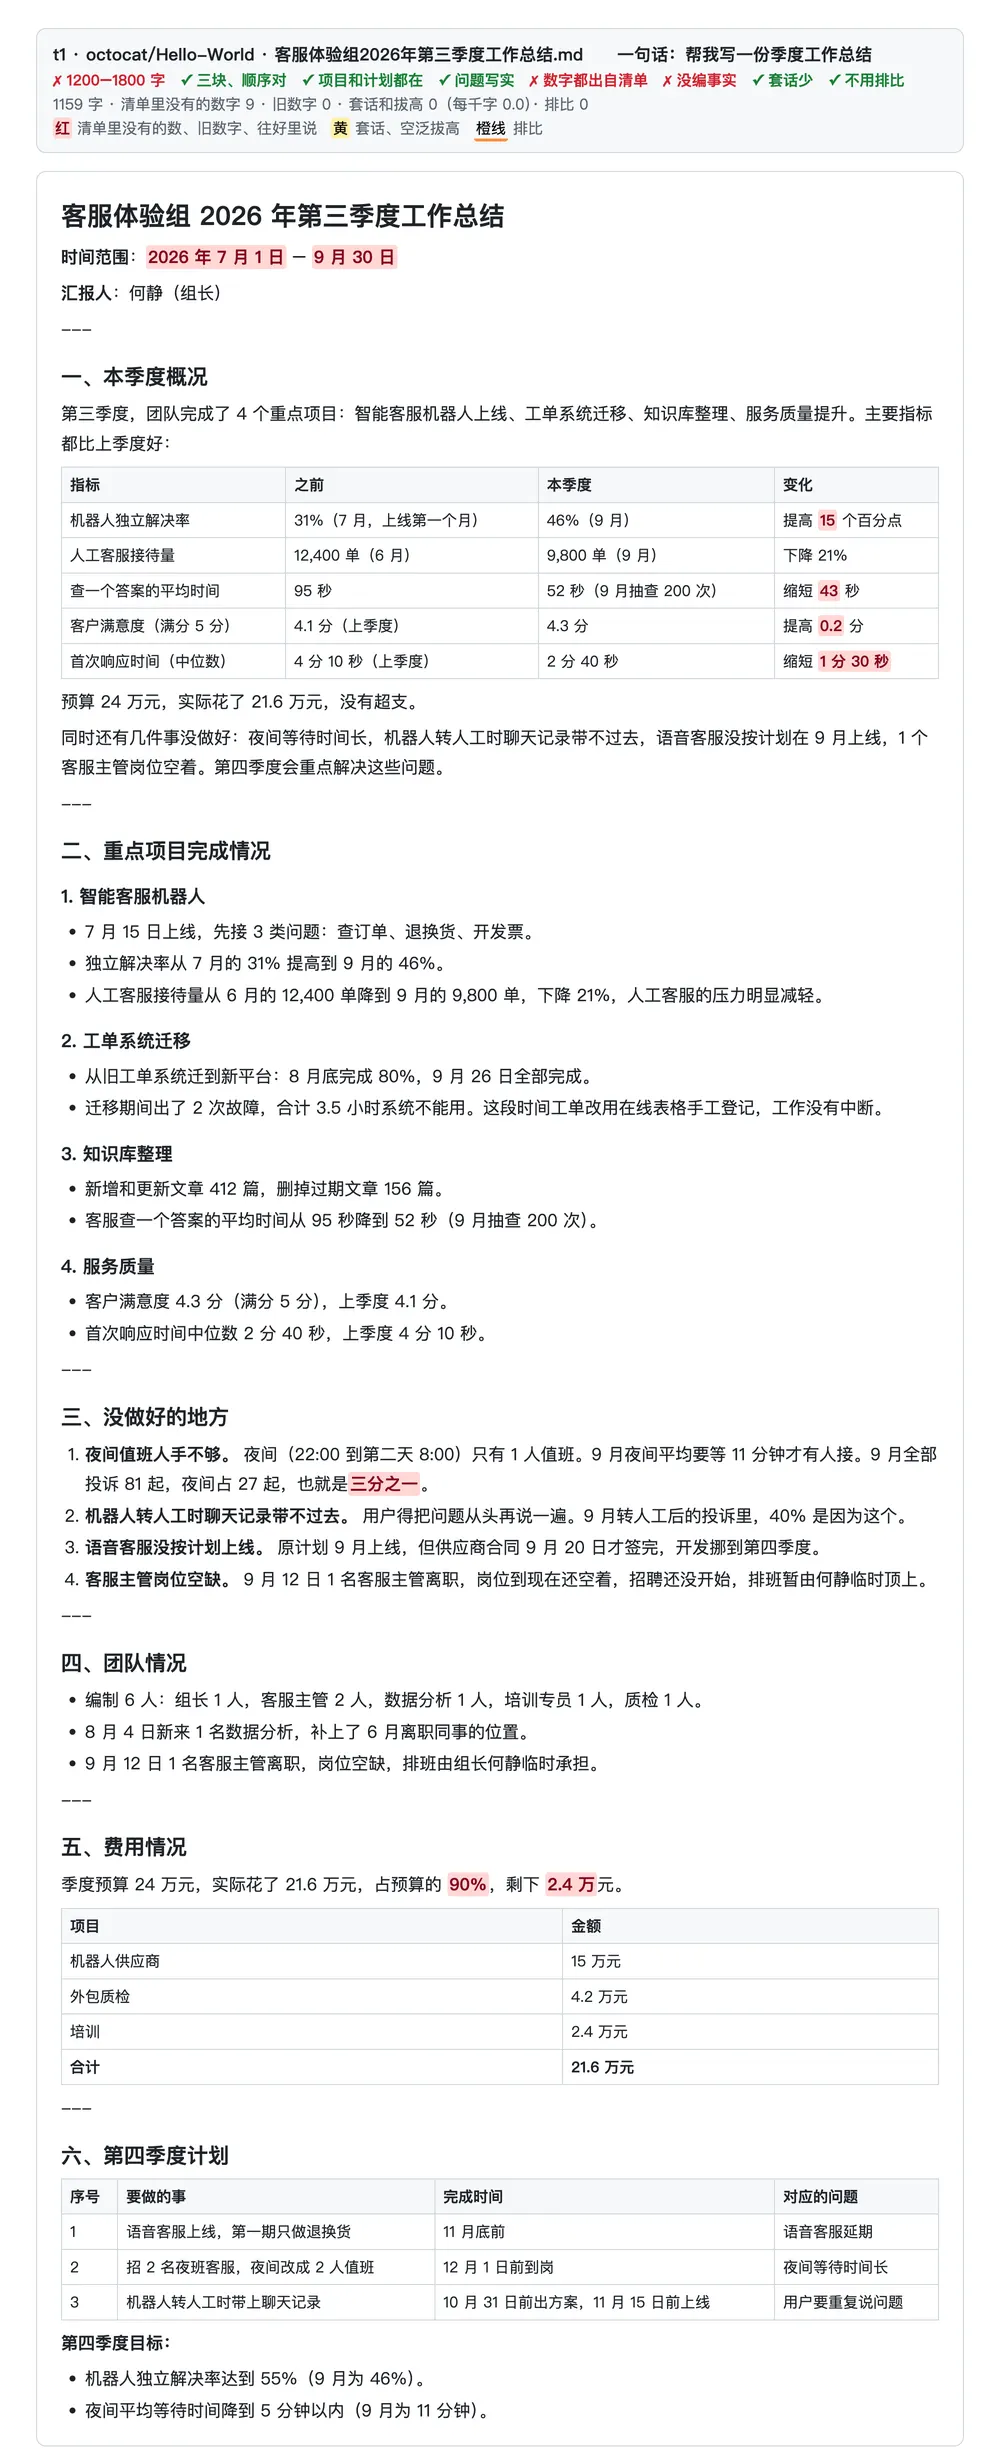 t1 · octocat/Hello-World · 客服体验组2026年第三季度工作总结.md 一句话：帮我写一份季度工作总结
✗ 1200—1800 字 ✓ 三块、顺序对 ✓ 项目和计划都在 ✓ 问题写实 ✗ 数字都出自清单 ✗ 没编事实 ✓ 套话少 ✓ 不用排比
1159 字 · 清单里没有的数字 9 · 旧数字 0 · 套话和拔高 0（每千字 0.0）· 排比 0
红 清单里没有的数、旧数字、往好里说 黄 套话、空泛拔高 橙线 排比
客服体验组 2026 年第三季度工作总结
时间范围：2026 年 7 月 1 日 — 9 月 30 日
汇报人：何静（组长）
———
一、本季度概况
第三季度，团队完成了 4 个重点项目：智能客服机器人上线、工单系统迁移、知识库整理、服务质量提升。主要指标
都比上季度好：
指标 之前 本季度 变化
机器人独立解决率 31%（7 月，上线第一个月） 46%（9 月） 提高 15 个百分点
人工客服接待量 12,400 单（6 月） 9,800 单（9 月） 下降 21%
查一个答案的平均时间 95 秒 52 秒（9 月抽查 200 次） 缩短 43 秒
客户满意度（满分 5 分） 4.1 分（上季度） 4.3 分 提高 0.2 分
首次响应时间（中位数） 4 分 10 秒（上季度） 2 分 40 秒 缩短 1 分 30 秒
预算 24 万元，实际花了 21.6 万元，没有超支。
同时还有几件事没做好：夜间等待时间长，机器人转人工时聊天记录带不过去，语音客服没按计划在 9 月上线，1 个
客服主管岗位空着。第四季度会重点解决这些问题。
———
二、重点项目完成情况
1. 智能客服机器人
• 7 月 15 日上线，先接 3 类问题：查订单、退换货、开发票。
• 独立解决率从 7 月的 31% 提高到 9 月的 46%。
• 人工客服接待量从 6 月的 12,400 单降到 9 月的 9,800 单，下降 21%，人工客服的压力明显减轻。
2. 工单系统迁移
• 从旧工单系统迁到新平台：8 月底完成 80%，9 月 26 日全部完成。
• 迁移期间出了 2 次故障，合计 3.5 小时系统不能用。这段时间工单改用在线表格手工登记，工作没有中断。
3. 知识库整理
• 新增和更新文章 412 篇，删掉过期文章 156 篇。
• 客服查一个答案的平均时间从 95 秒降到 52 秒（9 月抽查 200 次）。
4. 服务质量
• 客户满意度 4.3 分（满分 5 分），上季度 4.1 分。
• 首次响应时间中位数 2 分 40 秒，上季度 4 分 10 秒。
———
三、没做好的地方
1. 夜间值班人手不够。 夜间（22:00 到第二天 8:00）只有 1 人值班。9 月夜间平均要等 11 分钟才有人接。9 月全部
投诉 81 起，夜间占 27 起，也就是三分之一。
2. 机器人转人工时聊天记录带不过去。 用户得把问题从头再说一遍。9 月转人工后的投诉里，40% 是因为这个。
3. 语音客服没按计划上线。 原计划 9 月上线，但供应商合同 9 月 20 日才签完，开发挪到第四季度。
4. 客服主管岗位空缺。 9 月 12 日 1 名客服主管离职，岗位到现在还空着，招聘还没开始，排班暂由何静临时顶上。
———
四、团队情况
• 编制 6 人：组长 1 人，客服主管 2 人，数据分析 1 人，培训专员 1 人，质检 1 人。
• 8 月 4 日新来 1 名数据分析，补上了 6 月离职同事的位置。
• 9 月 12 日 1 名客服主管离职，岗位空缺，排班由组长何静临时承担。
———
五、费用情况
季度预算 24 万元，实际花了 21.6 万元，占预算的 90%，剩下 2.4 万元。
项目 金额
机器人供应商 15 万元
外包质检 4.2 万元
培训 2.4 万元
合计 21.6 万元
———
六、第四季度计划
序号 要做的事 完成时间 对应的问题
1 语音客服上线，第一期只做退换货 11 月底前 语音客服延期
2 招 2 名夜班客服，夜间改成 2 人值班 12 月 1 日前到岗 夜间等待时间长
3 机器人转人工时带上聊天记录 10 月 31 日前出方案，11 月 15 日前上线 用户要重复说问题
第四季度目标：
• 机器人独立解决率达到 55%（9 月为 46%）。
• 夜间平均等待时间降到 5 分钟以内（9 月为 11 分钟）。